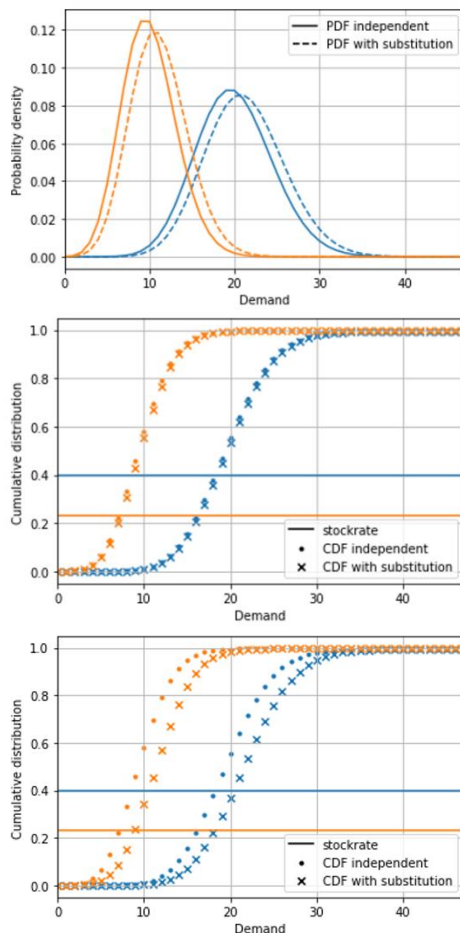 PDF independent
PDF with substitution
Probability density
0.12
0.10
0.08
0.06
0.04
0.02
0.00
0 10 20 30 40
Demand
Cumulative distribution
1.0
0.8
0.6
0.4
0.2
0.0
stockrate
CDF independent
CDF with substitution
0 10 20 30 40
Demand
Cumulative distribution
1.0
0.8
0.6
0.4
0.2
0.0
stockrate
CDF independent
CDF with substitution
0 10 20 30 40
Demand